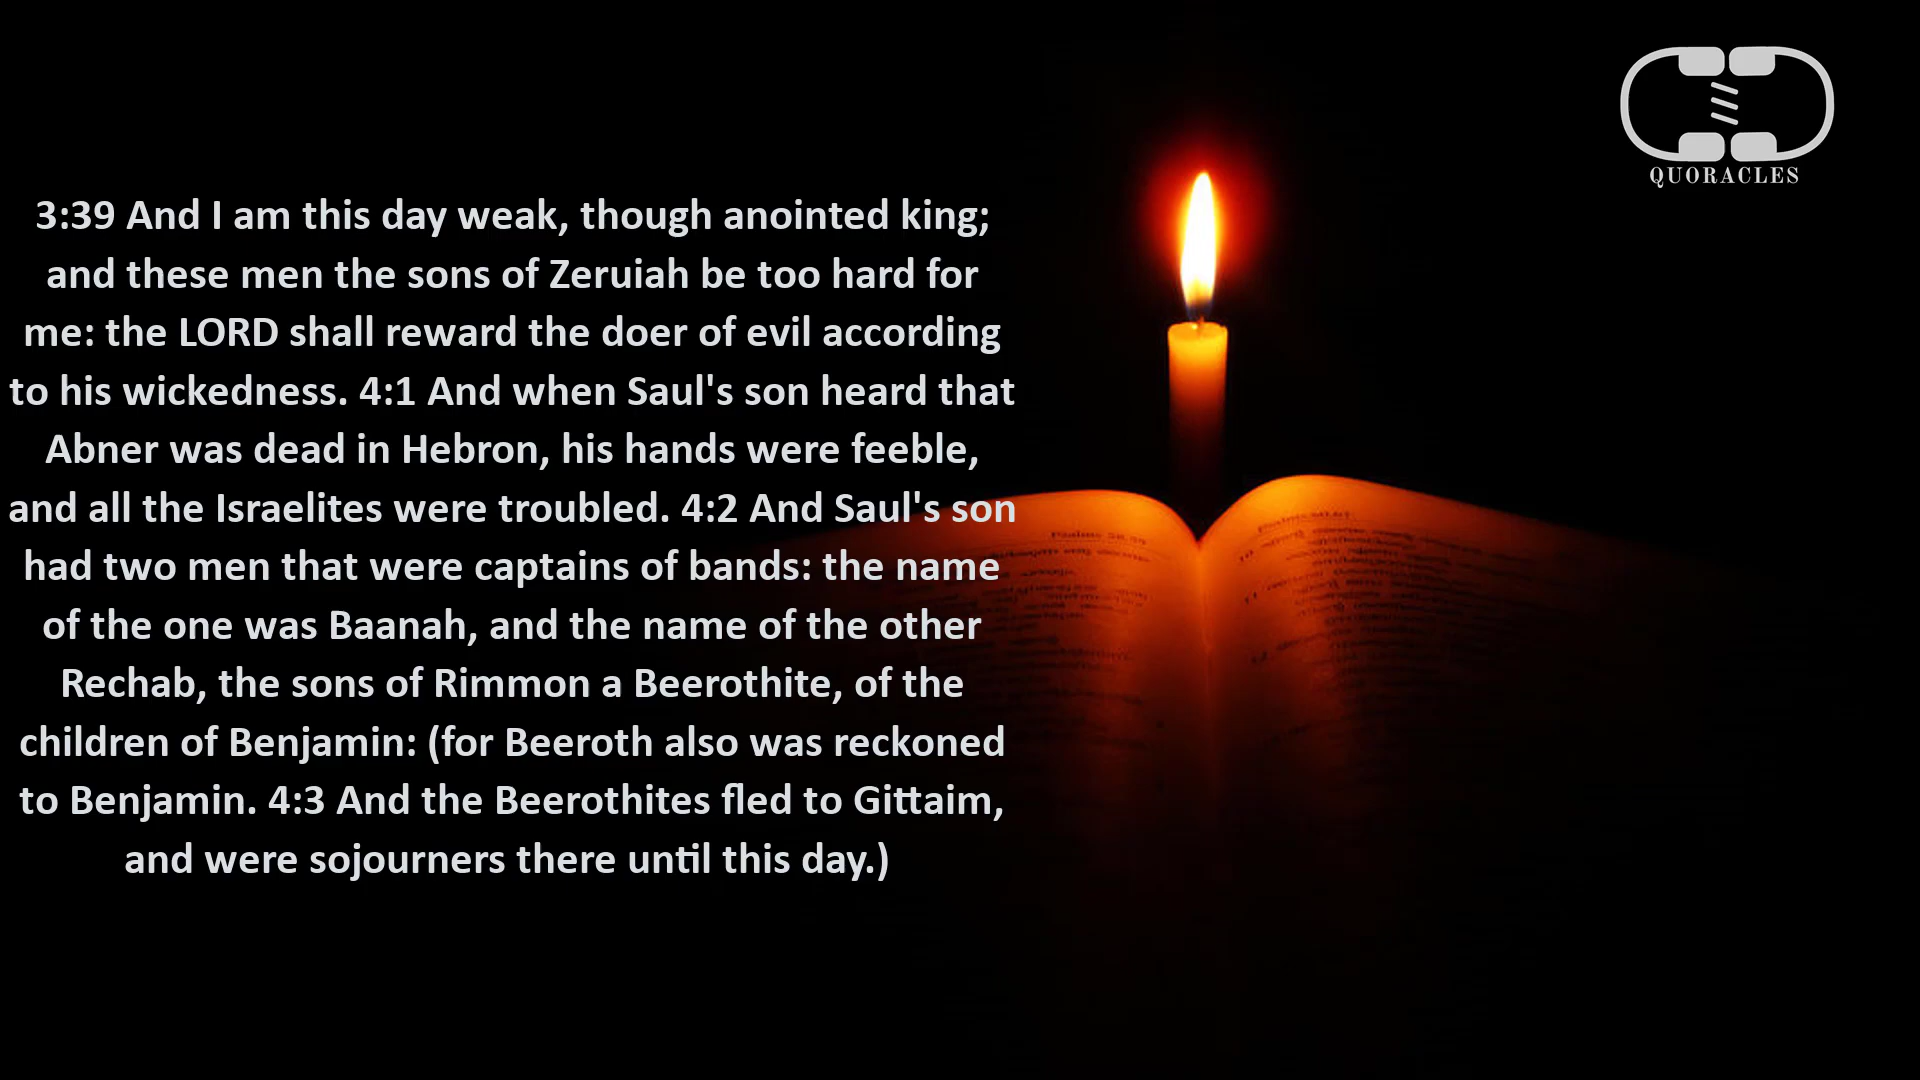 QUORACLES
3:39 And I am this day weak, though anointed king;
and these men the sons of Zeruiah be too hard for
me: the LORD shall reward the doer of evil according
to his wickedness. 4:1 And when Saul's son heard that
Abner was dead in Hebron, his hands were feeble,
and all the Israelites were troubled. 4:2 And Saul's son
had two men that were captains of bands: the name
of the one was Baanah, and the name of the other
Rechab, the sons of Rimmon a Beerothite, of the
children of Benjamin: (for Beeroth also was reckoned
to Benjamin. 4:3 And the Beerothites fled to Gittaim,
and were sojourners there until this day.)